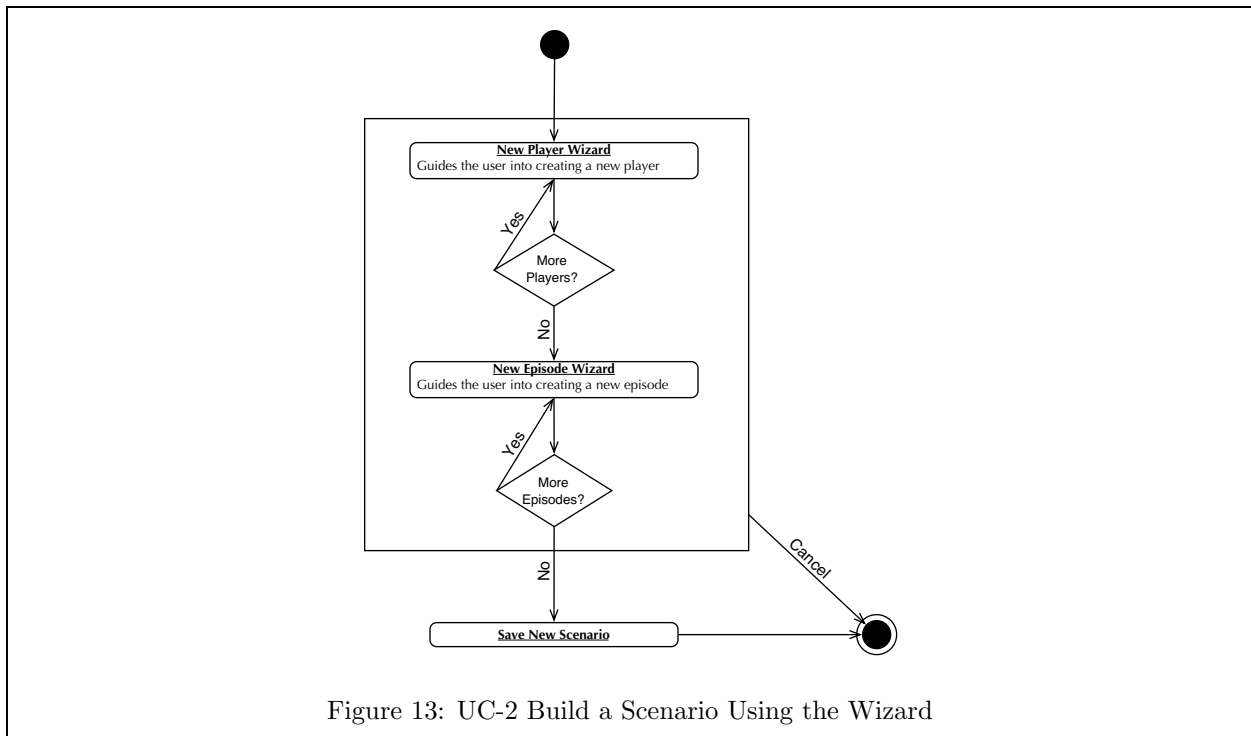 New Player Wizard
Guides the user into creating a new player
Yes
More
Players?
No
New Episode Wizard
Guides the user into creating a new episode
Yes
More
Episodes?
No
Cancel
Save New Scenario
Figure 13: UC-2 Build a Scenario Using the Wizard